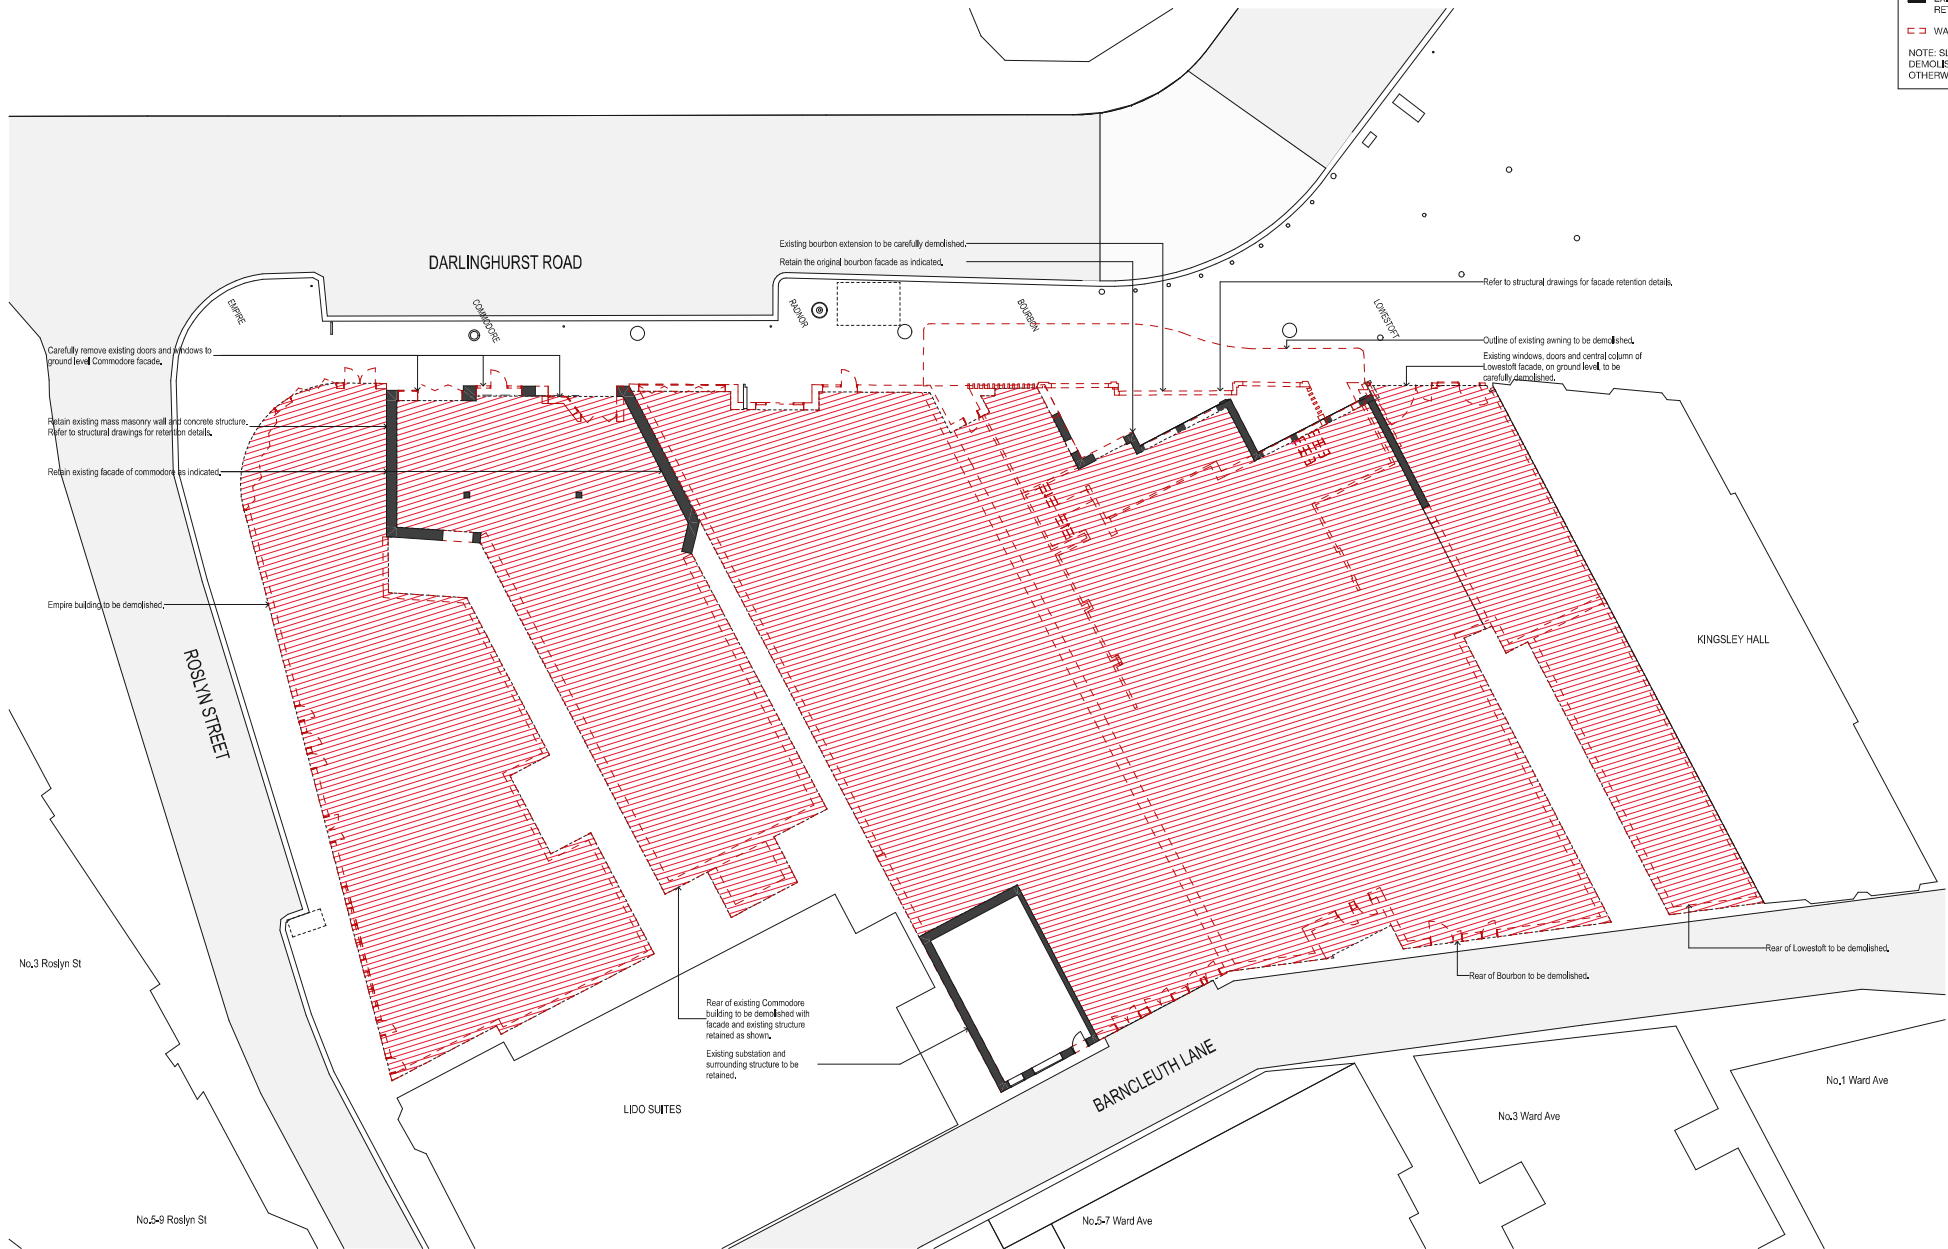 RE
WA
NOTE: SL
DEMOLIS
OTHERW
DARLINGHURST ROAD
Existing bourbon extension to be carefully demolished.
Retain the original bourbon facade as indicated.
Refer to structural drawings for facade retention details.
EMPIRE
COMMODORE
RADNOR
BOURBON
LOWESTOFT
Outline of existing awning to be demolished.
Existing windows, doors and central column of
Lowestoft facade, on ground level, to be
carefully demolished.
Carefully remove existing doors and windows to
ground level Commodore facade.
Retain existing mass masonry wall and concrete structure.
Refer to structural drawings for retention details.
Retain existing facade of commodore as indicated.
Empire building to be demolished.
ROSLYN STREET
KINGSLEY HALL
No.3 Roslyn St
Rear of Lowestoft to be demolished.
Rear of Bourbon to be demolished.
Rear of existing Commodore
building to be demolished with
facade and existing structure
retained as shown.
Existing substation and
surrounding structure to be
retained.
BARNCLEUTH LANE
LIDO SUITES
No.1 Ward Ave
No.3 Ward Ave
No.5-9 Roslyn St
No.5-7 Ward Ave